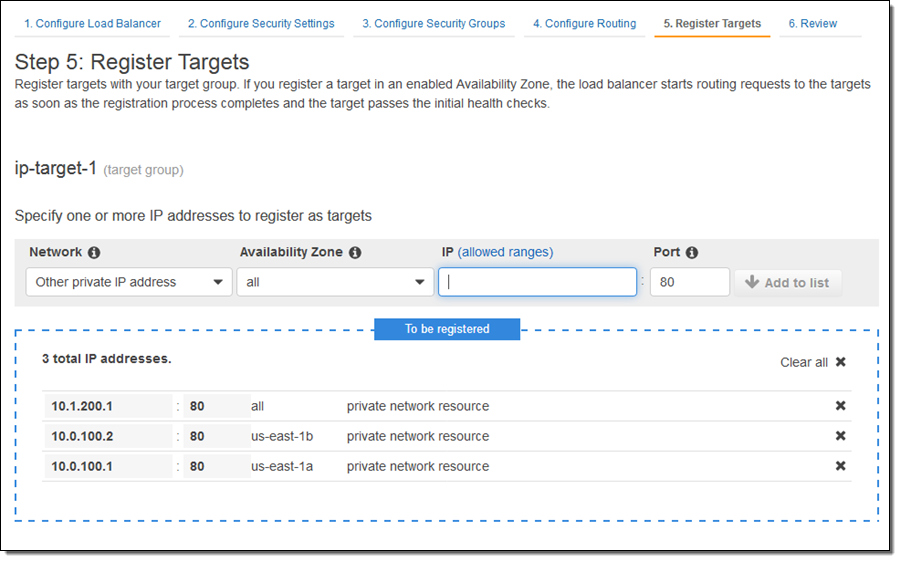 1. Configure Load Balancer 2. Configure Security Settings 3. Configure Security Groups 4. Configure Routing 5. Register Targets 6. Review
Step 5: Register Targets
Register targets with your target group. If you register a target in an enabled Availability Zone, the load balancer starts routing requests to the targets
as soon as the registration process completes and the target passes the initial health checks.
ip-target-1 (target group)
Specify one or more IP addresses to register as targets
Network Availability Zone IP (allowed ranges) Port
Other private IP address all : 80 Add to list
To be registered
3 total IP addresses.
Clear all
10.1.200.1 : 80 all private network resource
10.0.100.2 : 80 us-east-1b private network resource
10.0.100.1 : 80 us-east-1a private network resource